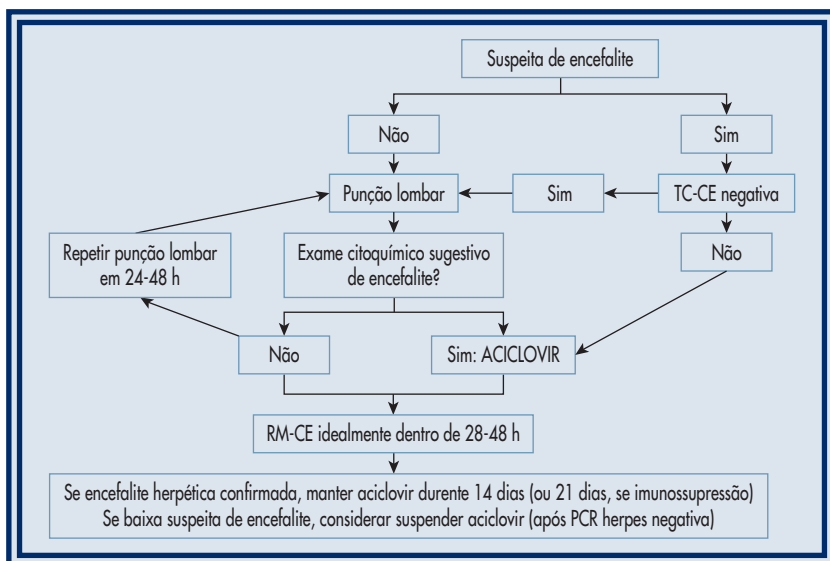 Suspeita de encefalite
Não
Sim
Punção lombar
Sim
TC-CE negativa
Repetir punção lombar
em 24-48 h
Exame citoquímico sugestivo
de encefalite?
Não
Não
Sim: ACICLOVIR
RM-CE idealmente dentro de 28-48 h
Se encefalite herpética confirmada, manter aciclovir durente 14 dias (ou 21 dias, se imunossupressão)
Se baixa suspeita de encefalite, considerar suspender aciclovir (após PCR herpes negativa)